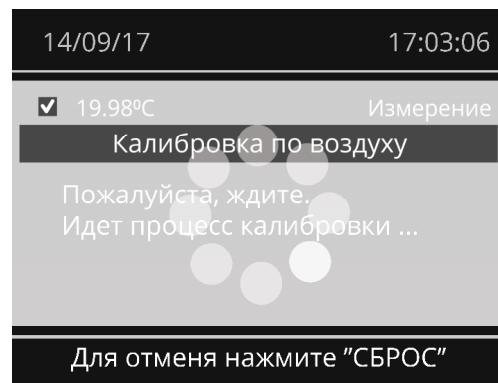 14/09/17 17:03:06
19.98ºC Измерение
Калибровка по воздуху
Пожалуйста, ждите.
Идет процесс калибровки ...
Для отменя нажмите "СБРОС"